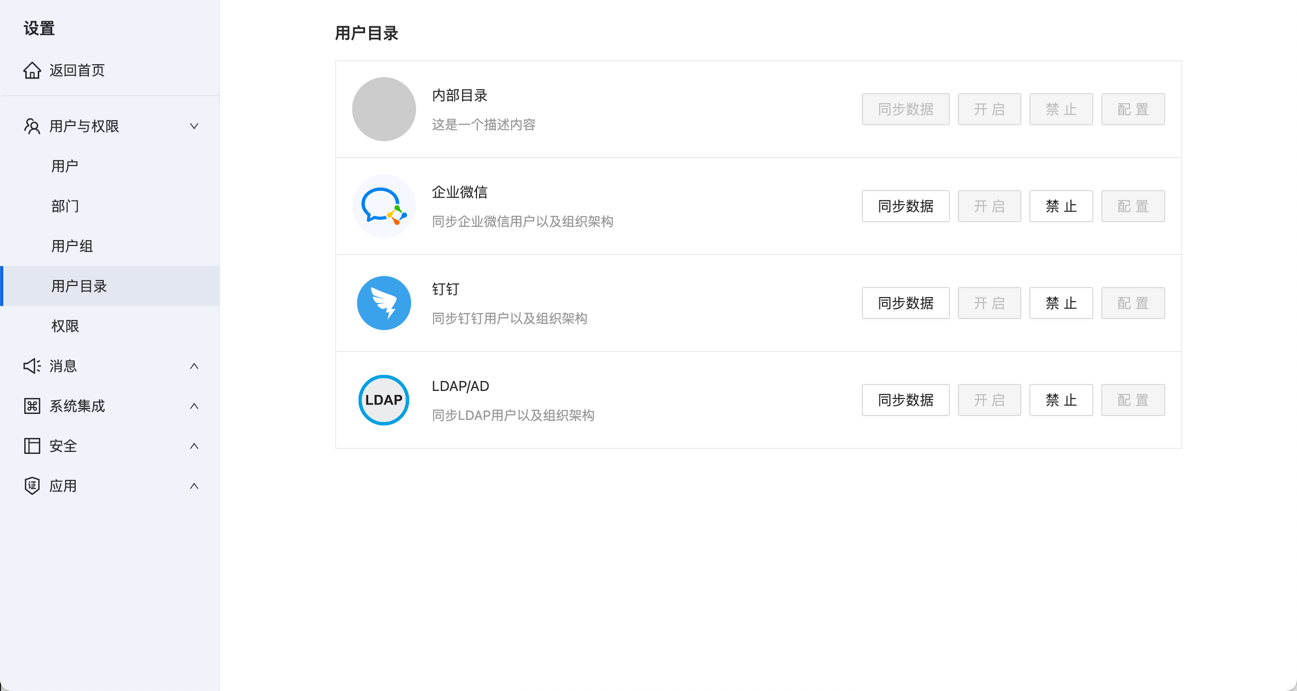 设置
返回首页
用户与权限
用户
部门
用户组
用户目录
权限
消息
系统集成
安全
应用
用户目录
内部目录
这是一个描述内容
同步数据 开启 禁止 配置
企业微信
同步企业微信用户以及组织架构
同步数据 开启 禁止 配置
钉钉
同步钉钉用户以及组织架构
同步数据 开启 禁止 配置
LDAP
LDAP/AD
同步LDAP用户以及组织架构
同步数据 开启 禁止 配置